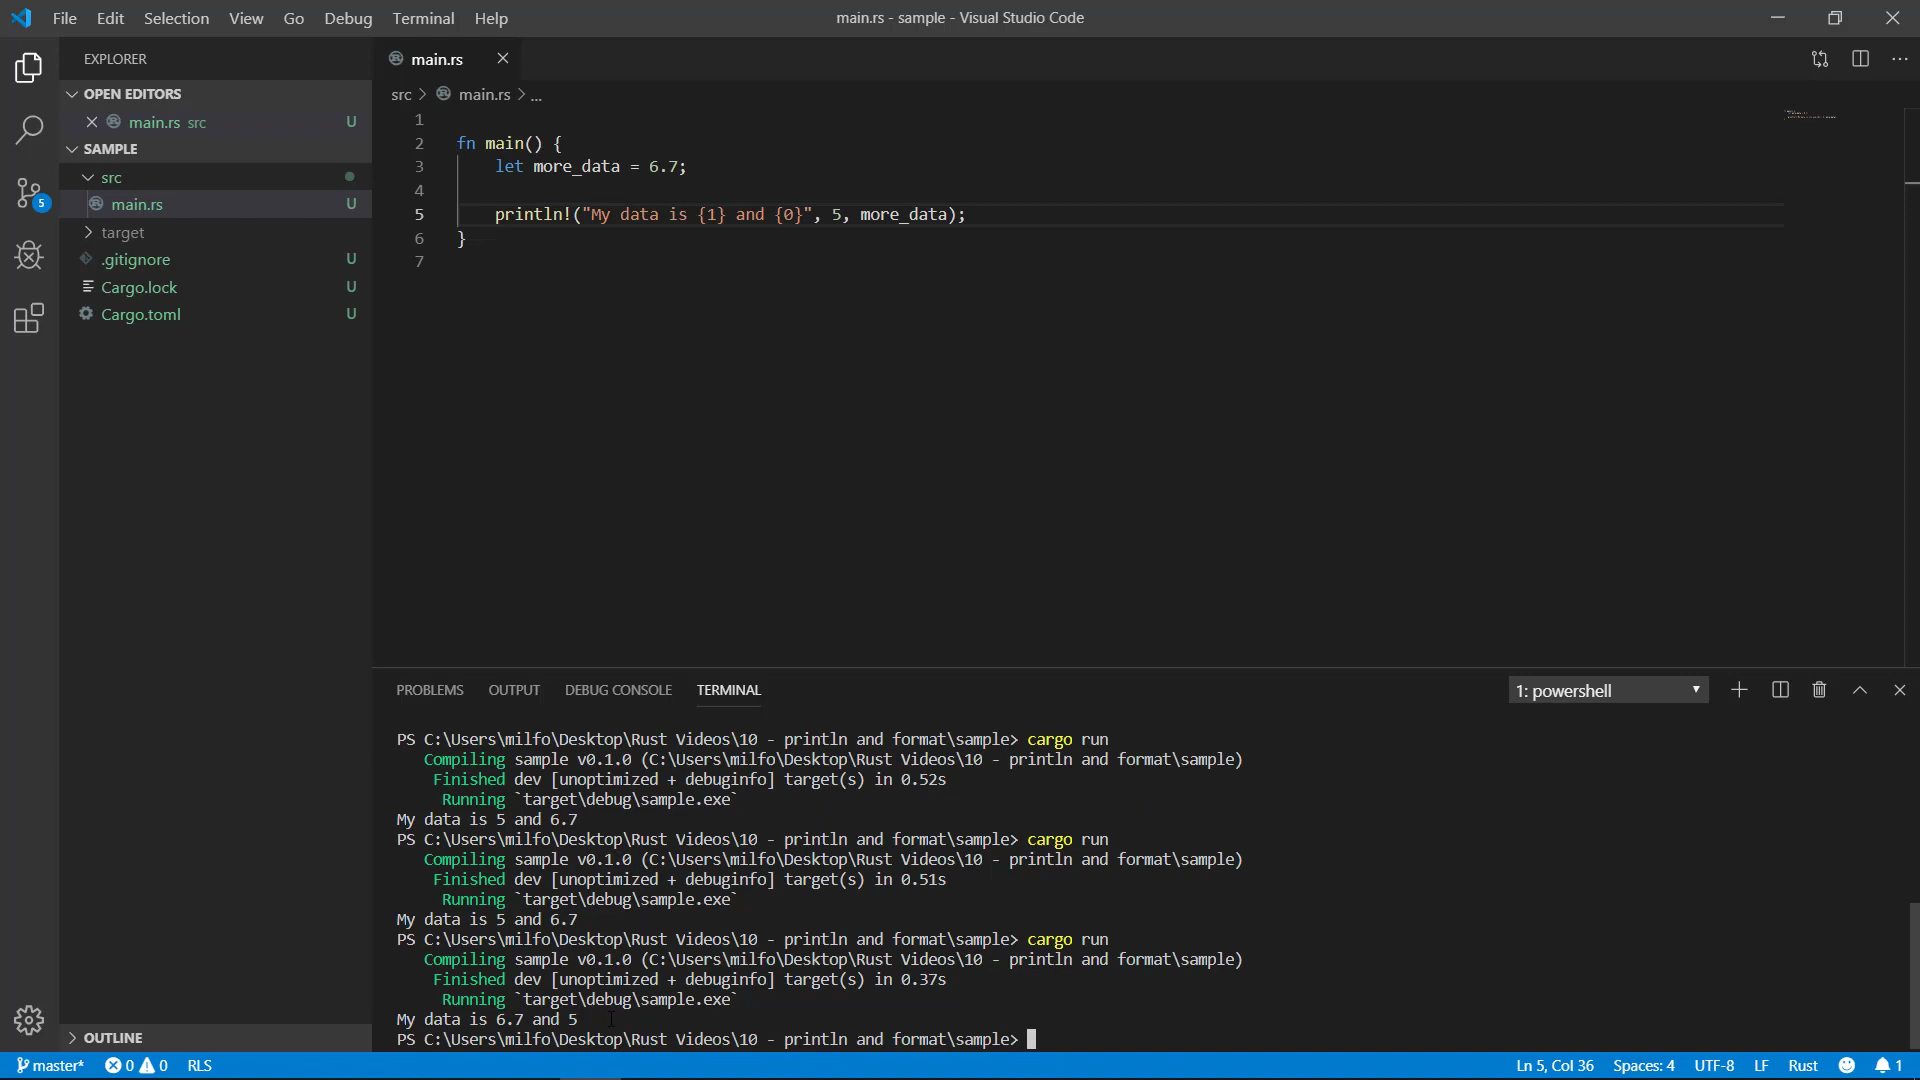 File Edit Selection View Go Debug Terminal Help
main.rs - sample - Visual Studio Code
EXPLORER
OPEN EDITORS
main.rs src U
SAMPLE
src
main.rs U
target
.gitignore U
Cargo.lock U
Cargo.toml U
OUTLINE
5
main.rs
src > main.rs > ...
1
2 fn main() {
3 let more_data = 6.7;
4
5 println!("My data is {1} and {0}", 5, more_data);
6 }
7
PROBLEMS OUTPUT DEBUG CONSOLE TERMINAL
1: powershell
PS C:\Users\milfo\Desktop\Rust Videos\10 - println and format\sample> cargo run
Compiling sample v0.1.0 (C:\Users\milfo\Desktop\Rust Videos\10 - println and format\sample)
Finished dev [unoptimized + debuginfo] target(s) in 0.52s
Running `target\debug\sample.exe`
My data is 5 and 6.7
PS C:\Users\milfo\Desktop\Rust Videos\10 - println and format\sample> cargo run
Compiling sample v0.1.0 (C:\Users\milfo\Desktop\Rust Videos\10 - println and format\sample)
Finished dev [unoptimized + debuginfo] target(s) in 0.51s
Running `target\debug\sample.exe`
My data is 5 and 6.7
PS C:\Users\milfo\Desktop\Rust Videos\10 - println and format\sample> cargo run
Compiling sample v0.1.0 (C:\Users\milfo\Desktop\Rust Videos\10 - println and format\sample)
Finished dev [unoptimized + debuginfo] target(s) in 0.37s
Running `target\debug\sample.exe`
My data is 6.7 and 5
PS C:\Users\milfo\Desktop\Rust Videos\10 - println and format\sample>
master* 0 0 RLS
Ln 5, Col 36 Spaces: 4 UTF-8 LF Rust 1